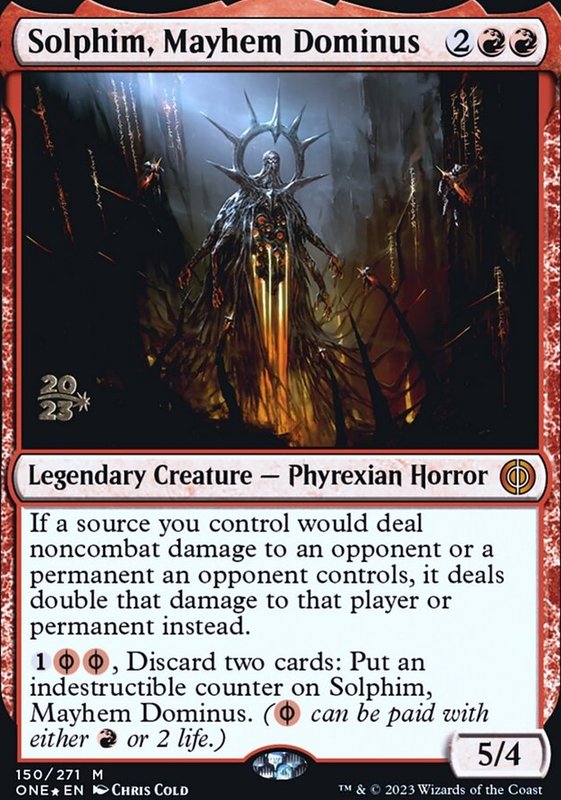 Solphim, Mayhem Dominus 2
20
23
Legendary Creature — Phyrexian Horror
If a source you control would deal
noncombat damage to an opponent or a
permanent an opponent controls, it deals
double that damage to that player or
permanent instead.
1, Discard two cards: Put an
indestructible counter on Solphim,
Mayhem Dominus. ( can be paid with
either or 2 life.)
5/4
150/271 M
ONE★EN Chris Cold
™ & © 2023 Wizards of the Coast